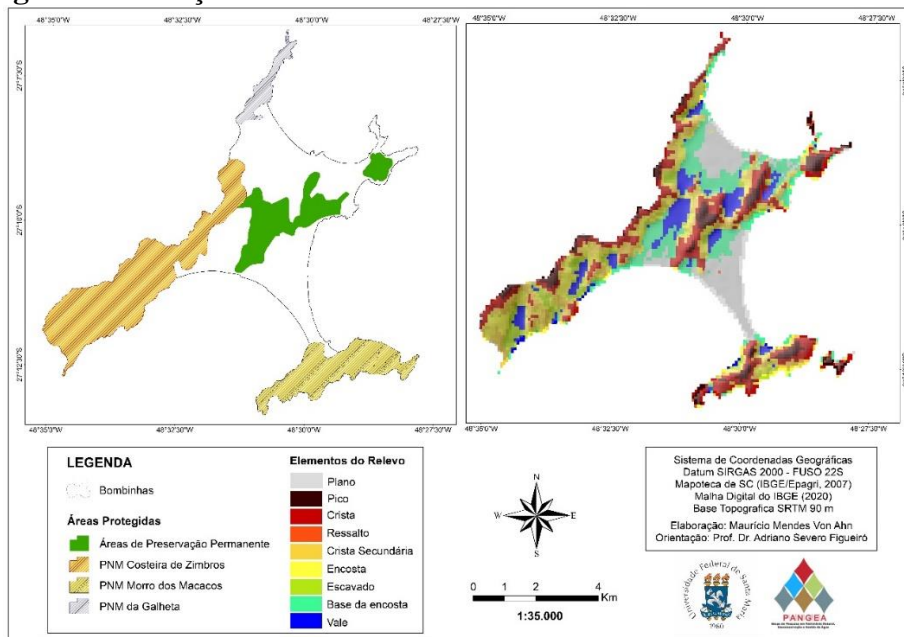 48°35'0"W
48°32'30"W
48°30'0"W
48°27'30"W
48°35'0"W
48°32'30"W
48°30'0"W
48°27'30"W
27°7'30"S
27°10'0"S
27°12'30"S
48°35'0"W
48°32'30"W
48°30'0"W
48°27'30"W
48°35'0"W
48°32'30"W
48°30'0"W
48°27'30"W
LEGENDA
Bombinhas
Áreas Protegidas
Áreas de Preservação Permanente
PNM Costeira de Zimbros
PNM Morro dos Macacos
PNM da Galheta
Elementos do Relevo
Plano
Pico
Crista
Ressalto
Crista Secundária
Encosta
Escavado
Base da encosta
Vale
N
W
E
S
0
1
2
4
Km
1:35.000
Sistema de Coordenadas Geográficas
Datum SIRGAS 2000 - FUSO 22S
Mapoteca de SC (IBGE/Epagri, 2007)
Malha Digital do IBGE (2020)
Base Topografica SRTM 90 m
Elaboração: Maurício Mendes Von Ahn
Orientação: Prof. Dr. Adriano Severo Figueiró
Universidade Federal de Santa Maria
1960
PANGEA